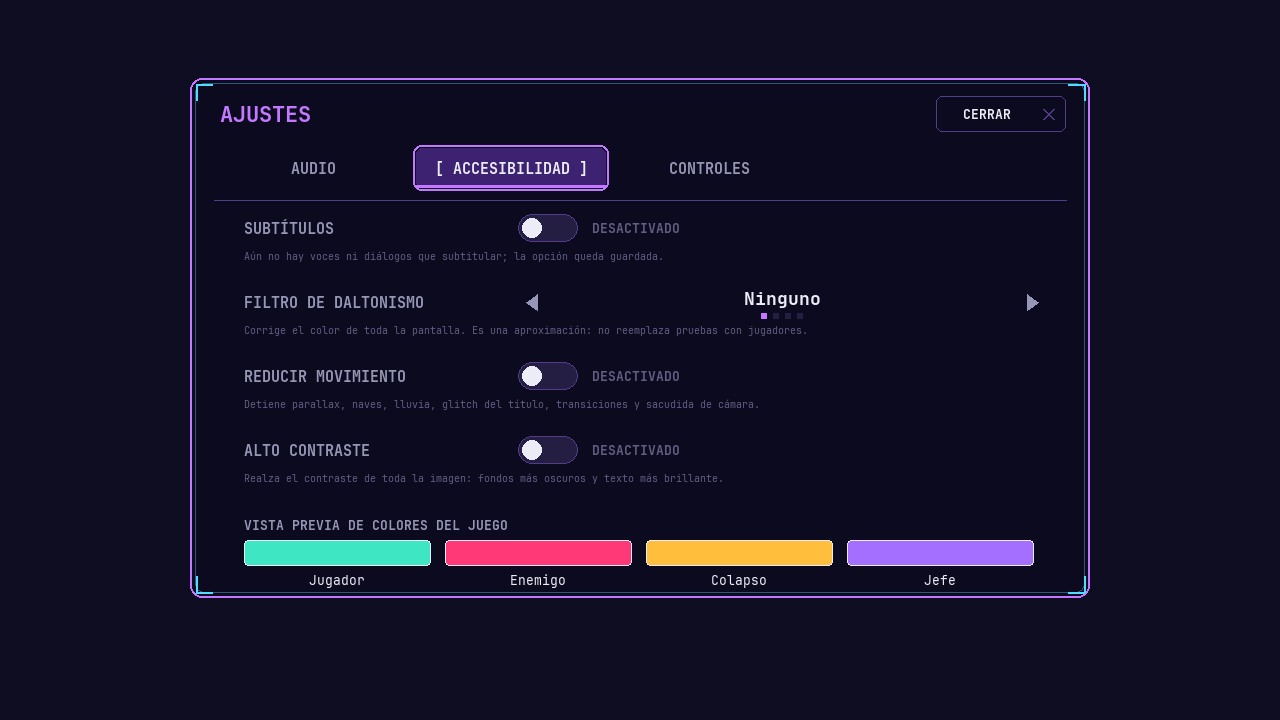 AJUSTES
CERRAR
AUDIO
[ ACCESIBILIDAD ]
CONTROLES
SUBTÍTULOS
DESACTIVADO
Aún no hay voces ni diálogos que subtitular; la opción queda guardada.
FILTRO DE DALTONISMO
Ninguno
Corrige el color de toda la pantalla. Es una aproximación: no reemplaza pruebas con jugadores.
REDUCIR MOVIMIENTO
DESACTIVADO
Detiene parallax, naves, lluvia, glitch del título, transiciones y sacudida de cámara.
ALTO CONTRASTE
DESACTIVADO
Realza el contraste de toda la imagen: fondos más oscuros y texto más brillante.
VISTA PREVIA DE COLORES DEL JUEGO
Jugador
Enemigo
Colapso
Jefe